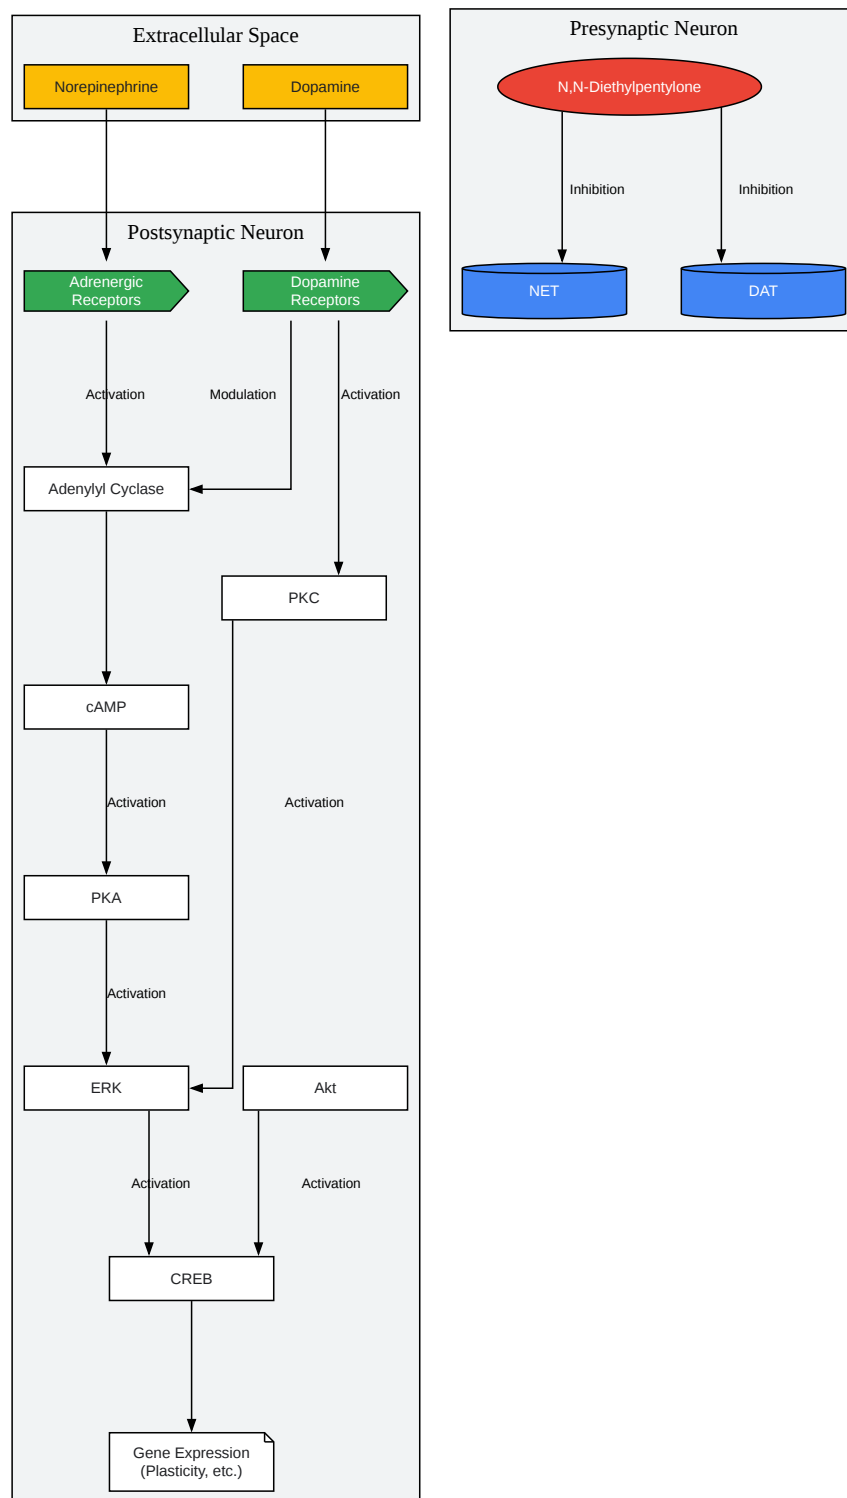 Extracellular Space
Norepinephrine
Dopamine
Presynaptic Neuron
N,N-Diethylpentylone
Inhibition
Inhibition
NET
DAT
Postsynaptic Neuron
Adrenergic
Receptors
Dopamine
Receptors
Activation
Modulation
Activation
Adenylyl Cyclase
PKC
cAMP
Activation
Activation
PKA
Activation
ERK
Akt
Activation
Activation
CREB
Gene Expression
(Plasticity, etc.)